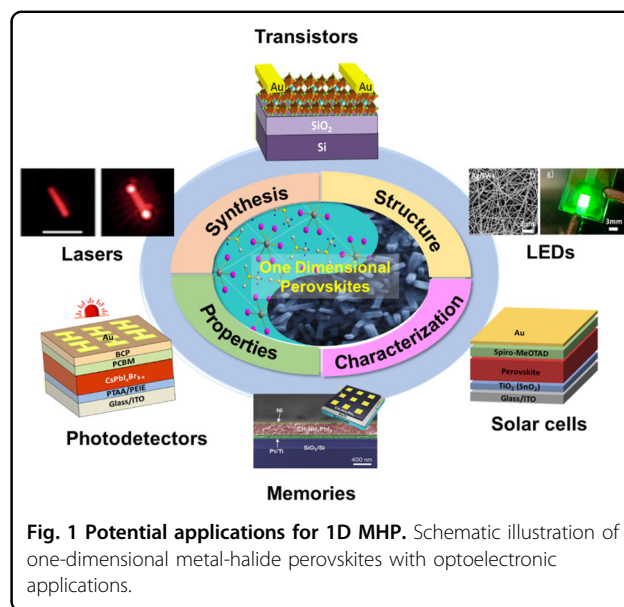 Transistors
Au
Au
SiO₂
Si
Synthesis
Structure
Lasers
g)
3mm
LEDs
One Dimensional
Perovskites
Properties
Characterization
Au
BCP
PCBM
CsPbIₓBr₃₋ₓ
PTAA/PEIE
Glass/ITO
Photodetectors
Ni
CH₃NH₃PbI₃
Pt/Ti
SiO₂/Si
400 nm
Memories
Au
Spiro-MeOTAD
Perovskite
TiO₂ (SnO₂)
Glass/ITO
Solar cells
Fig. 1 Potential applications for 1D MHP. Schematic illustration of
one-dimensional metal-halide perovskites with optoelectronic
applications.